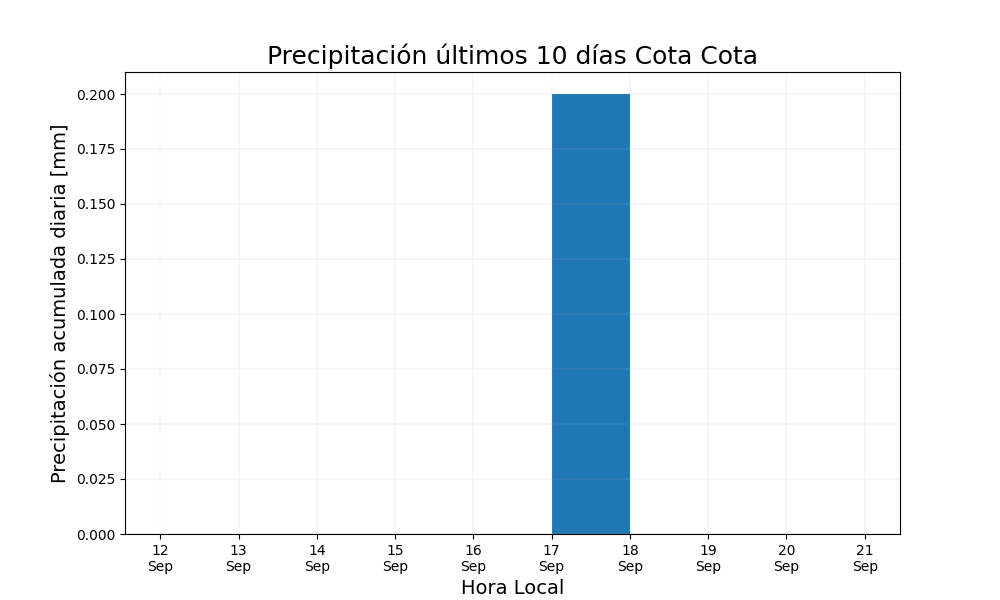 Precipitación últimos 10 días Cota Cota
Precipitación acumulada diaria [mm]
0.200
0.175
0.150
0.125
0.100
0.075
0.050
0.025
0.000
12 13 14 15 16 17 18 19 20 21
Sep Sep Sep Sep Sep Sep Sep Sep Sep Sep
Hora Local